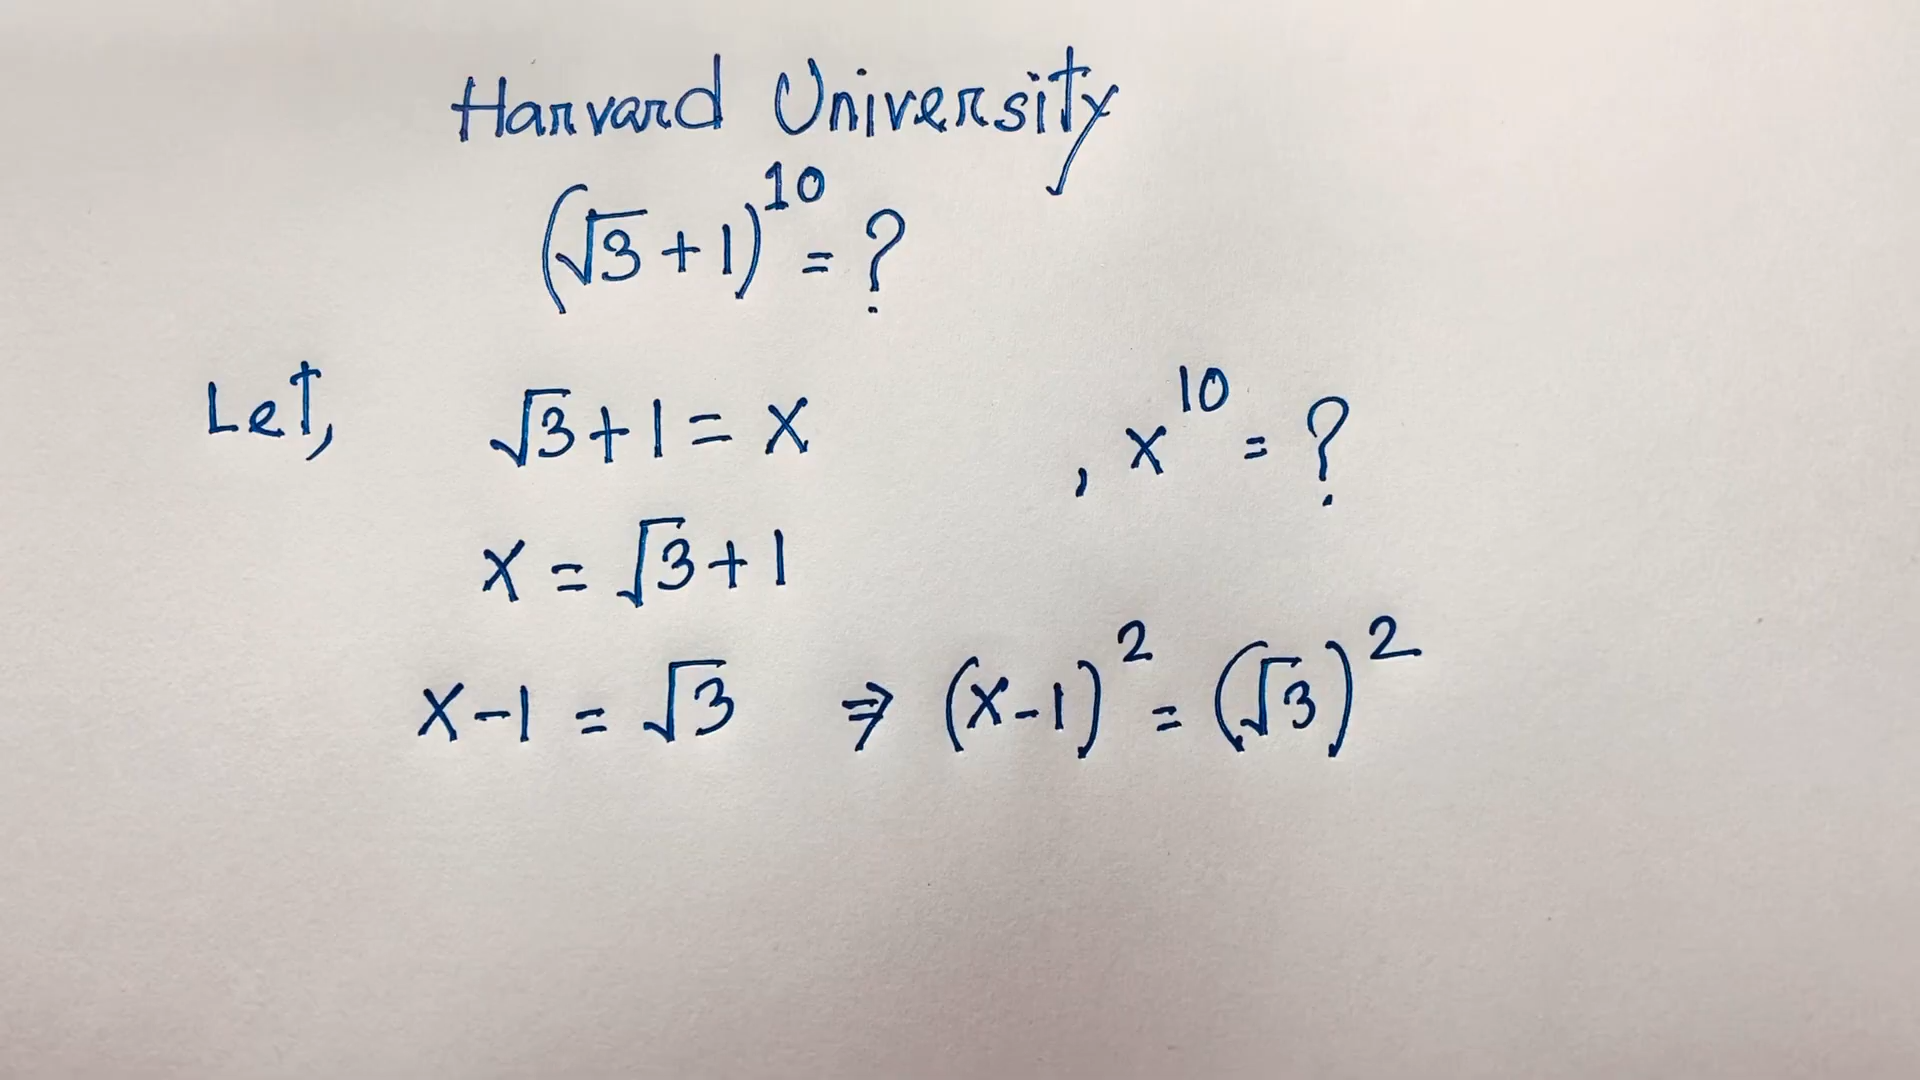 Harvard University
(√3+1)^10 = ?
Let, √3+1 = x , x^10 = ?
x = √3+1
x-1 = √3 ⇒ (x-1)^2 = (√3)^2